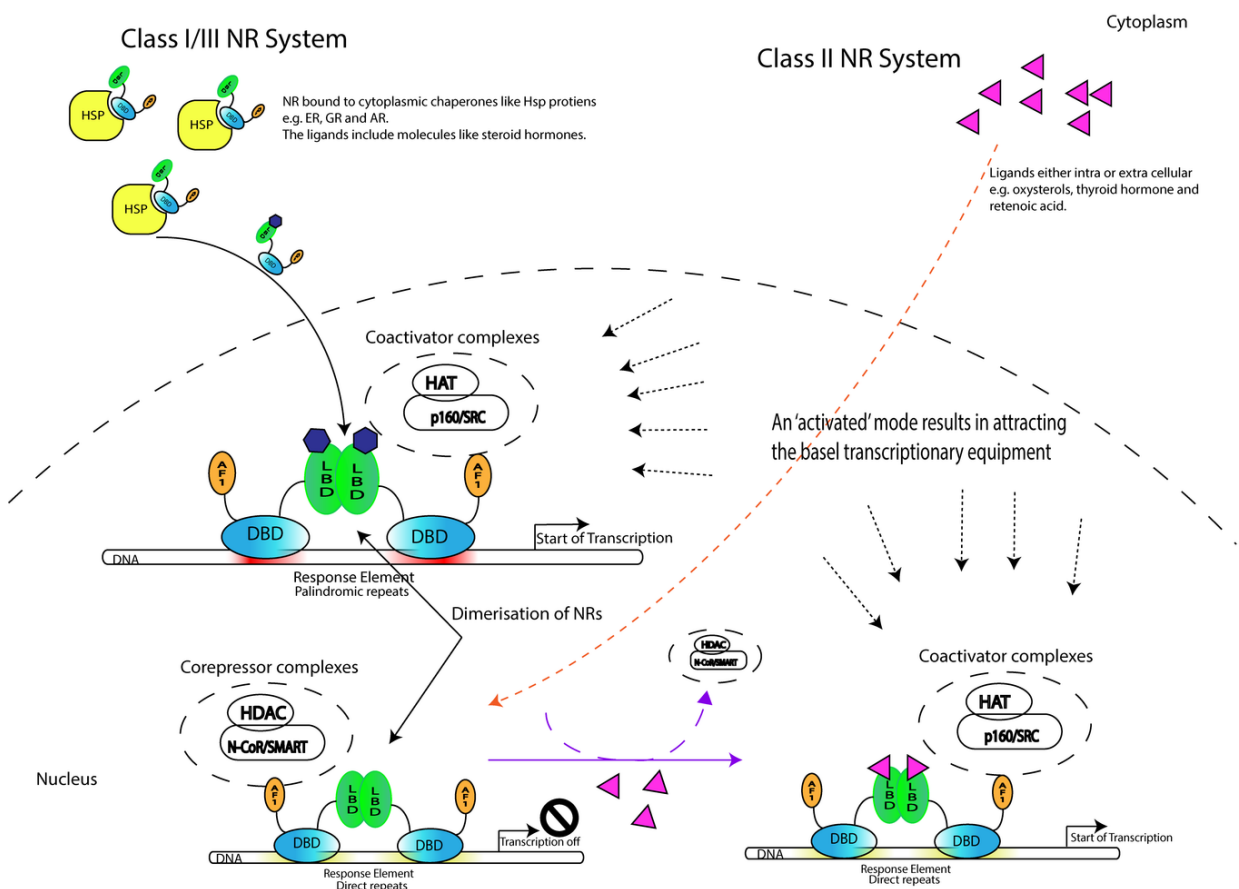 Cytoplasm
Class I/III NR System
Class II NR System
NR bound to cytoplasmic chaperones like Hsp protiens
e.g. ER, GR and AR.
The ligands include molecules like steroid hormones.
HSP
DBD
HSP
DBD
HSP
DBD
DBD
Ligands either intra or extra cellular
e.g. oxysterols, thyroid hormone and
retenoic acid.
Coactivator complexes
HAT
p160/SRC
An 'activated' mode results in attracting
the basel transcriptionary equipment
AF1
LBD
LBD
AF1
DBD
DBD
Start of Transcription
DNA
Response Element
Palindromic repeats
Dimerisation of NRs
Corepressor complexes
HDAC
N-CoR/SMART
HDAC
N-CoR/SMART
Coactivator complexes
HAT
p160/SRC
Nucleus
AF1
LBD
LBD
AF1
DBD
DBD
Transcription off
DNA
Response Element
Direct repeats
AF1
LBD
LBD
AF1
DBD
DBD
Start of Transcription
DNA
Response Element
Direct repeats